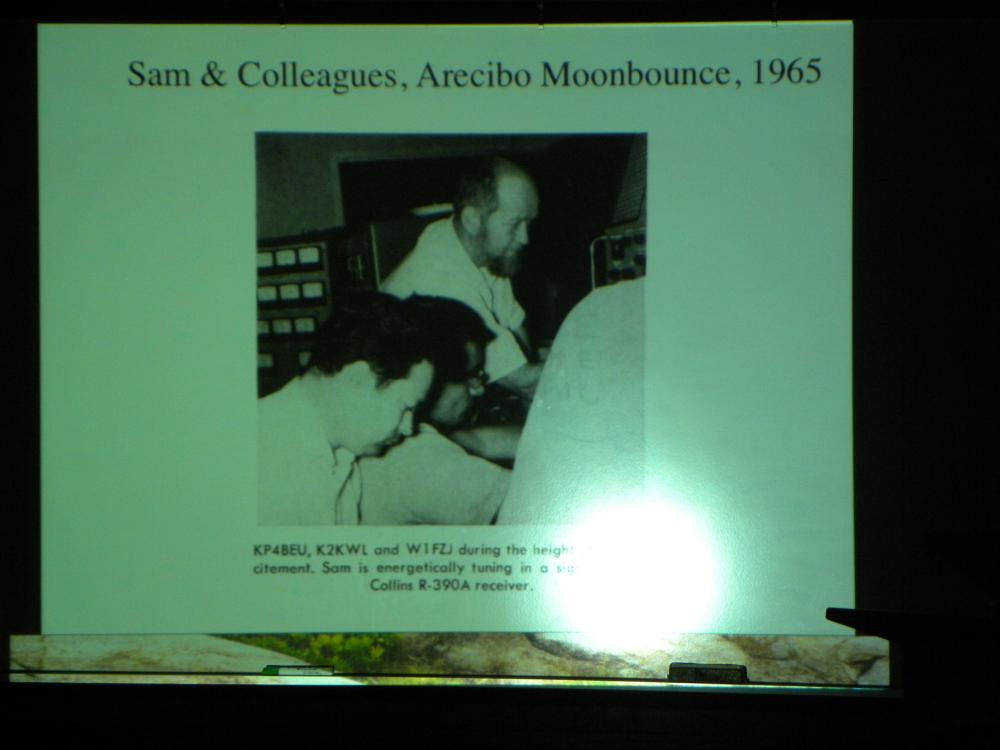 Sam & Colleagues, Arecibo Moonbounce, 1965
KP4BEU, K2KWL and W1FZJ during the height
citement. Sam is energetically tuning in a
Collins R-390A receiver.